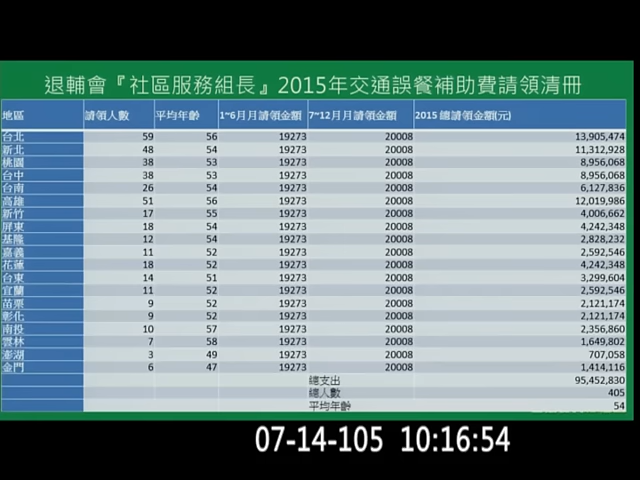 退輔會『社區服務組長』2015年交通誤餐補助費請領清冊
地區 請領人數 平均年齡 1~6月月請領金額 7~12月月請領金額 2015 總請領金額(元)
台北 59 56 19273 20008 13,905,474
新北 48 54 19273 20008 11,312,928
桃園 38 53 19273 20008 8,956,068
台中 38 53 19273 20008 8,956,068
台南 26 54 19273 20008 6,127,836
高雄 51 56 19273 20008 12,019,986
新竹 17 55 19273 20008 4,006,662
屏東 18 54 19273 20008 4,242,348
基隆 12 54 19273 20008 2,828,232
嘉義 11 52 19273 20008 2,592,546
花蓮 18 52 19273 20008 4,242,348
台東 14 51 19273 20008 3,299,604
宜蘭 11 52 19273 20008 2,592,546
苗栗 9 52 19273 20008 2,121,174
彰化 9 52 19273 20008 2,121,174
南投 10 57 19273 20008 2,356,860
雲林 7 58 19273 20008 1,649,802
澎湖 3 49 19273 20008 707,058
金門 6 47 19273 20008 1,414,116
總支出 95,452,830
總人數 405
平均年齡 54
07-14-105 10:16:54